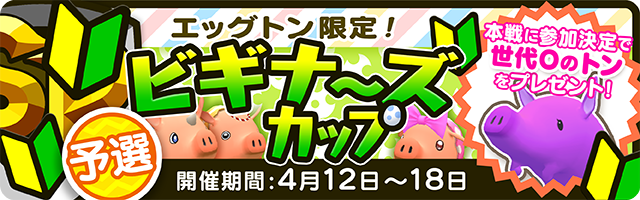 エッグトン限定！
ビギナ～ズ
カップ
予選
開催期間：4月12日～18日
本戦に参加決定で
世代0のトン
をプレゼント！